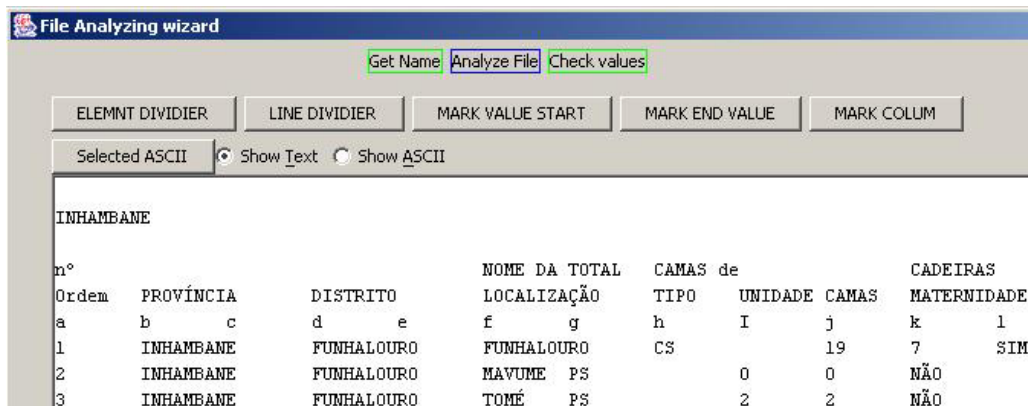 File Analyzing wizard
Get Name Analyze File Check values
ELEMNT DIVIDIER LINE DIVIDIER MARK VALUE START MARK END VALUE MARK COLUM
Selected ASCII Show Text Show ASCII
INHAMBANE
nº NOME DA TOTAL CAMAS de CADEIRAS
Ordem PROVÍNCIA DISTRITO LOCALIZAÇÃO TIPO UNIDADE CAMAS MATERNIDADE
a b c d e f g h I j k l
1 INHAMBANE FUNHALOURO FUNHALOURO CS 19 7 SIM
2 INHAMBANE FUNHALOURO MAVUME PS 0 0 NÃO
3 INHAMBANE FUNHALOURO TOMÉ PS 2 2 NÃO